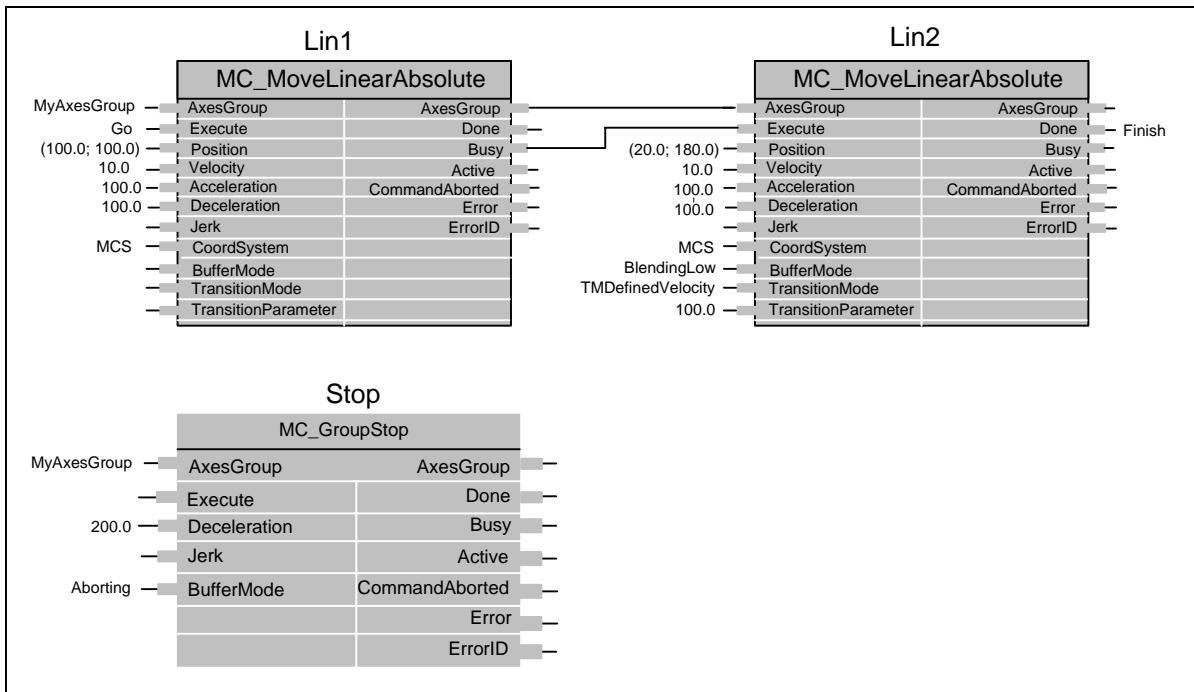 Lin1
MC_MoveLinearAbsolute
MyAxesGroup AxesGroup AxesGroup
Go Execute Done
(100.0; 100.0) Position Busy
10.0 Velocity Active
100.0 Acceleration CommandAborted
100.0 Deceleration Error
Jerk ErrorID
MCS CoordSystem
BufferMode
TransitionMode
TransitionParameter
Lin2
MC_MoveLinearAbsolute
AxesGroup AxesGroup
Execute Done Finish
(20.0; 180.0) Position Busy
10.0 Velocity Active
100.0 Acceleration CommandAborted
100.0 Deceleration Error
Jerk ErrorID
MCS CoordSystem
BlendingLow BufferMode
TMDefinedVelocity TransitionMode
100.0 TransitionParameter
Stop
MC_GroupStop
MyAxesGroup AxesGroup AxesGroup
Execute Done
200.0 Deceleration Busy
Jerk Active
Aborting BufferMode CommandAborted
Error
ErrorID